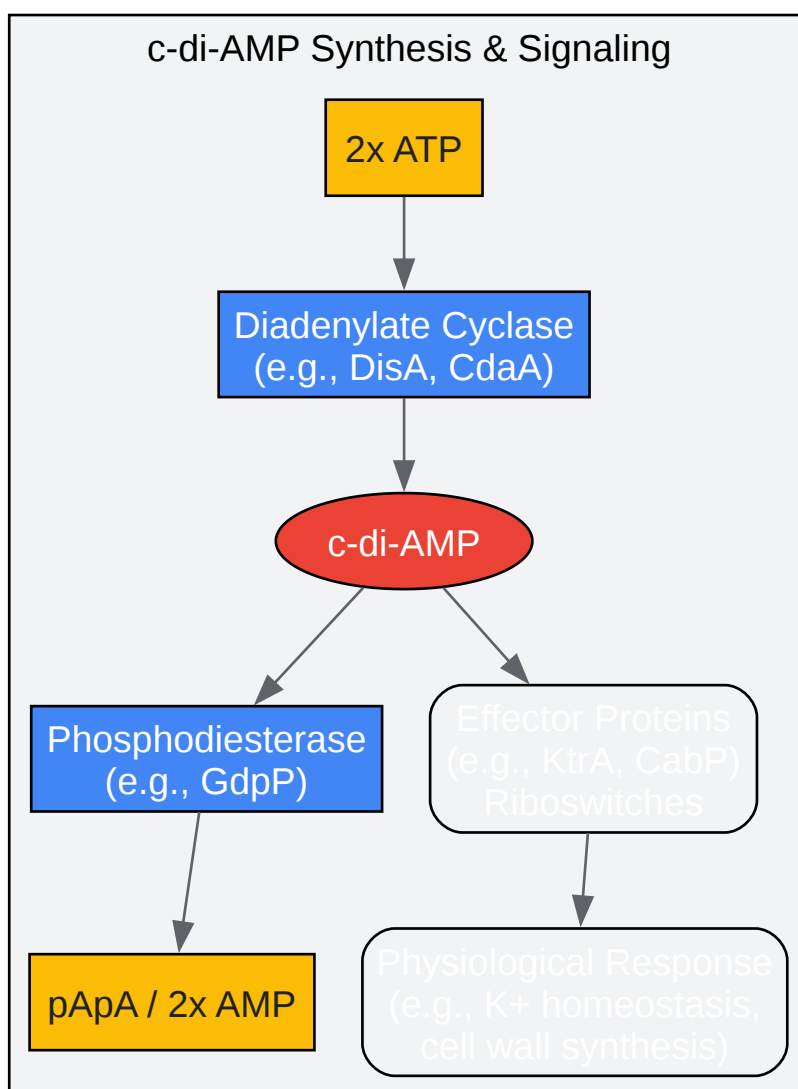 c-di-AMP Synthesis & Signaling
2x ATP
Diadenylate Cyclase
(e.g., DisA, CdaA)
c-di-AMP
Phosphodiesterase
(e.g., GdpP)
Effector Proteins
(e.g., KtrA, CabP)
Riboswitches
pApA / 2x AMP
Physiological Response
(e.g., K+ homeostasis,
cell wall synthesis)